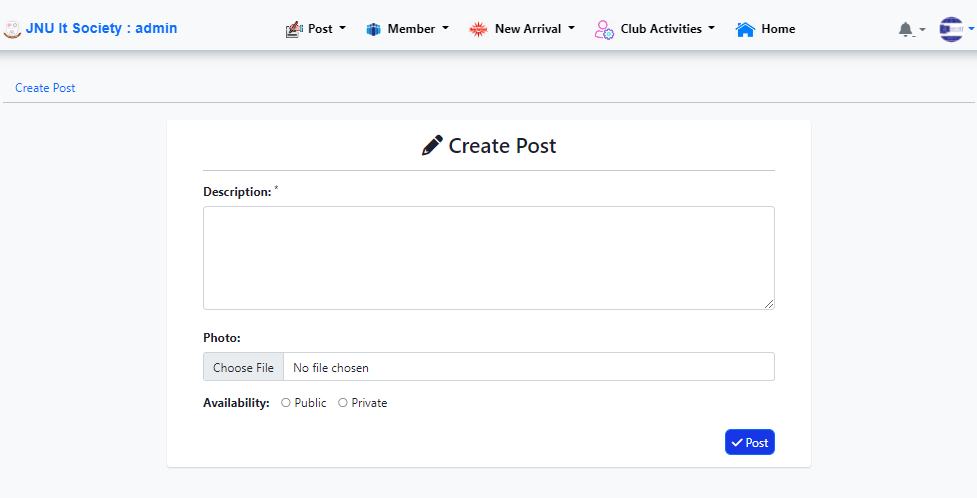 JNU It Society : admin
Post
Member
New Arrival
Club Activities
Home
Create Post
Create Post
Description: *
Photo:
Choose File No file chosen
Availability: Public Private
Post